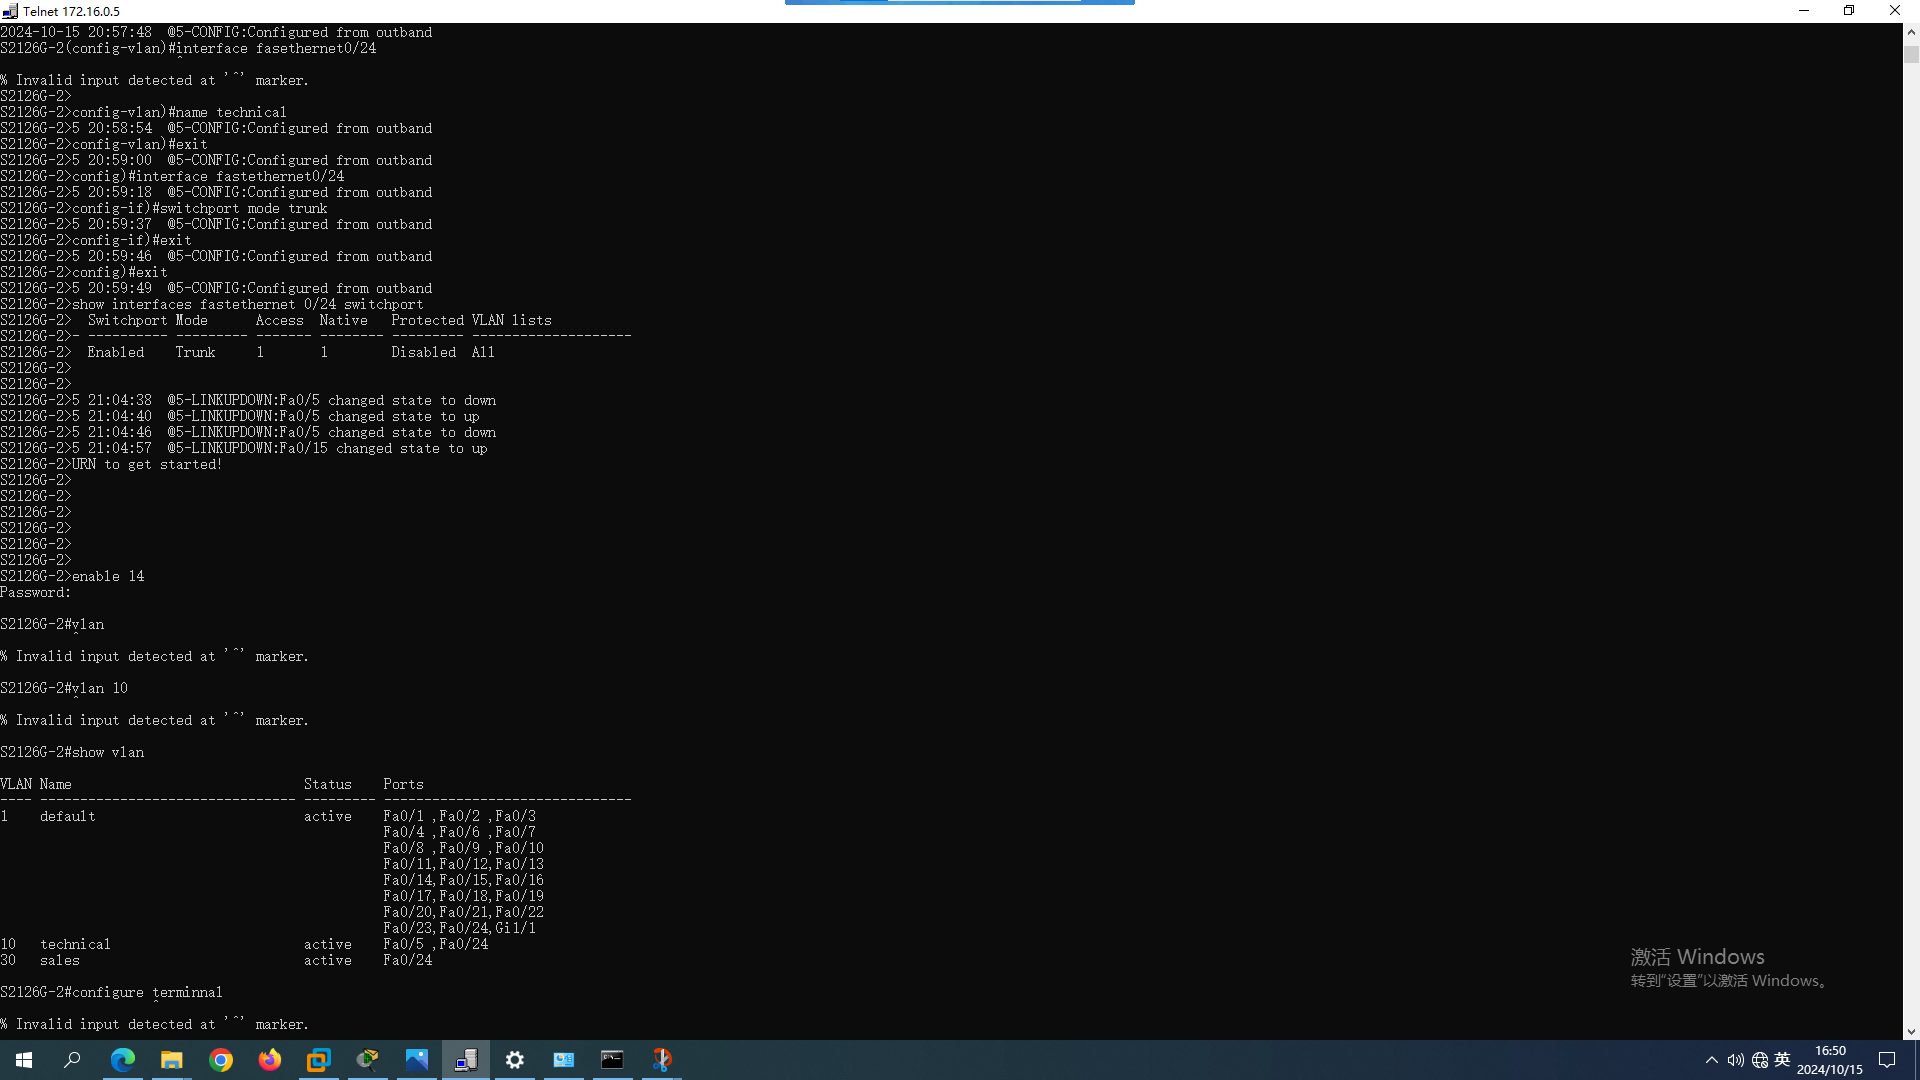 Telnet 172.16.0.5
2024-10-15 20:57:48  @5-CONFIG:Configured from outband
S2126G-2(config-vlan)#interface fasethernet0/24
^
% Invalid input detected at '^' marker.
S2126G-2>
S2126G-2>config-vlan)#name technical
S2126G-2>5 20:58:54  @5-CONFIG:Configured from outband
S2126G-2>config-vlan)#exit
S2126G-2>5 20:59:00  @5-CONFIG:Configured from outband
S2126G-2>config)#interface fastethernet0/24
S2126G-2>5 20:59:18  @5-CONFIG:Configured from outband
S2126G-2>config-if)#switchport mode trunk
S2126G-2>5 20:59:37  @5-CONFIG:Configured from outband
S2126G-2>config-if)#exit
S2126G-2>5 20:59:46  @5-CONFIG:Configured from outband
S2126G-2>config)#exit
S2126G-2>5 20:59:49  @5-CONFIG:Configured from outband
S2126G-2>show interfaces fastethernet 0/24 switchport
S2126G-2>  Switchport Mode      Access  Native   Protected VLAN lists
S2126G-2>- ---------- --------- ------- -------- --------- --------------------
S2126G-2>  Enabled    Trunk     1       1        Disabled  All
S2126G-2>
S2126G-2>
S2126G-2>5 21:04:38  @5-LINKUPDOWN:Fa0/5 changed state to down
S2126G-2>5 21:04:40  @5-LINKUPDOWN:Fa0/5 changed state to up
S2126G-2>5 21:04:46  @5-LINKUPDOWN:Fa0/5 changed state to down
S2126G-2>5 21:04:57  @5-LINKUPDOWN:Fa0/15 changed state to up
S2126G-2>URN to get started!
S2126G-2>
S2126G-2>
S2126G-2>
S2126G-2>
S2126G-2>
S2126G-2>
S2126G-2>enable 14
Password:
S2126G-2#vlan
^
% Invalid input detected at '^' marker.
S2126G-2#vlan 10
^
% Invalid input detected at '^' marker.
S2126G-2#show vlan
VLAN Name                             Status    Ports
---- -------------------------------- --------- -------------------------------
1    default                          active    Fa0/1 ,Fa0/2 ,Fa0/3
Fa0/4 ,Fa0/6 ,Fa0/7
Fa0/8 ,Fa0/9 ,Fa0/10
Fa0/11,Fa0/12,Fa0/13
Fa0/14,Fa0/15,Fa0/16
Fa0/17,Fa0/18,Fa0/19
Fa0/20,Fa0/21,Fa0/22
Fa0/23,Fa0/24,Gi1/1
10   technical                        active    Fa0/5 ,Fa0/24
30   sales                            active    Fa0/24
S2126G-2#configure terminnal
^
% Invalid input detected at '^' marker.
激活 Windows
转到"设置"以激活 Windows。
英
16:50
2024/10/15